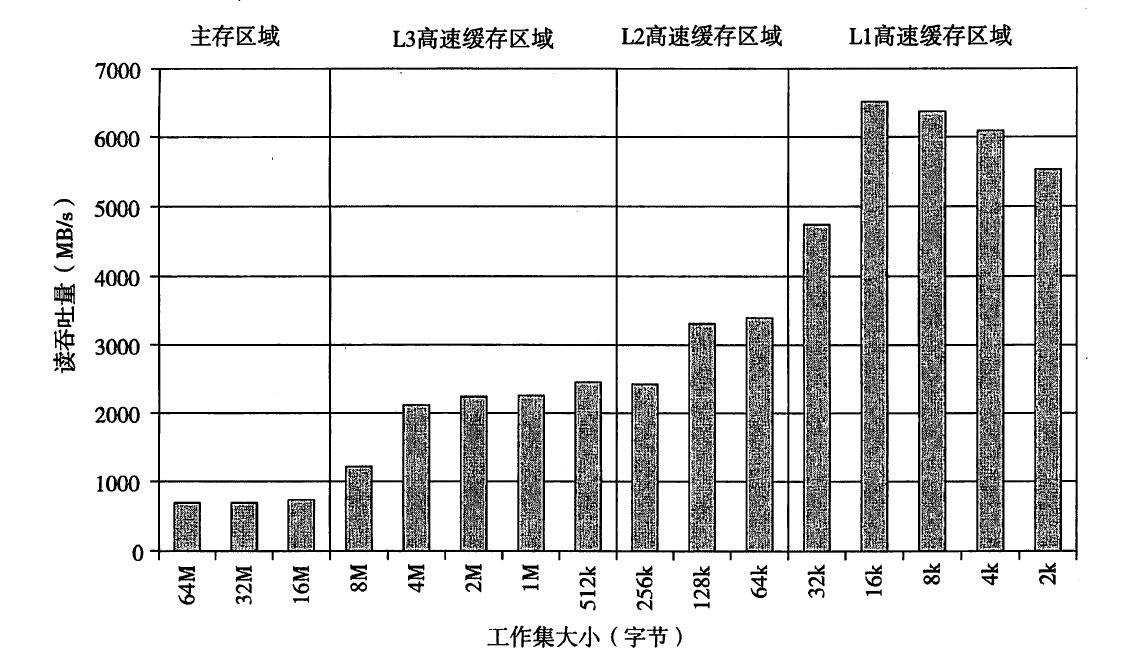 主存区域
L3高速缓存区域
L2高速缓存区域
L1高速缓存区域
7000
6000
5000
4000
3000
2000
1000
0
读吞吐量（MB/s）
64M
32M
16M
8M
4M
2M
1M
512k
256k
128k
64k
32k
16k
8k
4k
2k
工作集大小（字节）